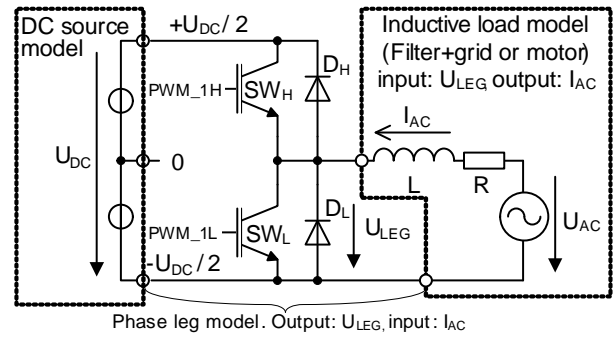 DC source
model
+UDC/2
Inductive load model
(Filter+grid or motor)
input: ULEG, output: IAC
DH
PWM_1H
SWH
IAC
UDC
0
L
R
DL
PWM_1L
SWL
ULEG
UAC
-UDC/2
Phase leg model. Output: ULEG, input: IAC